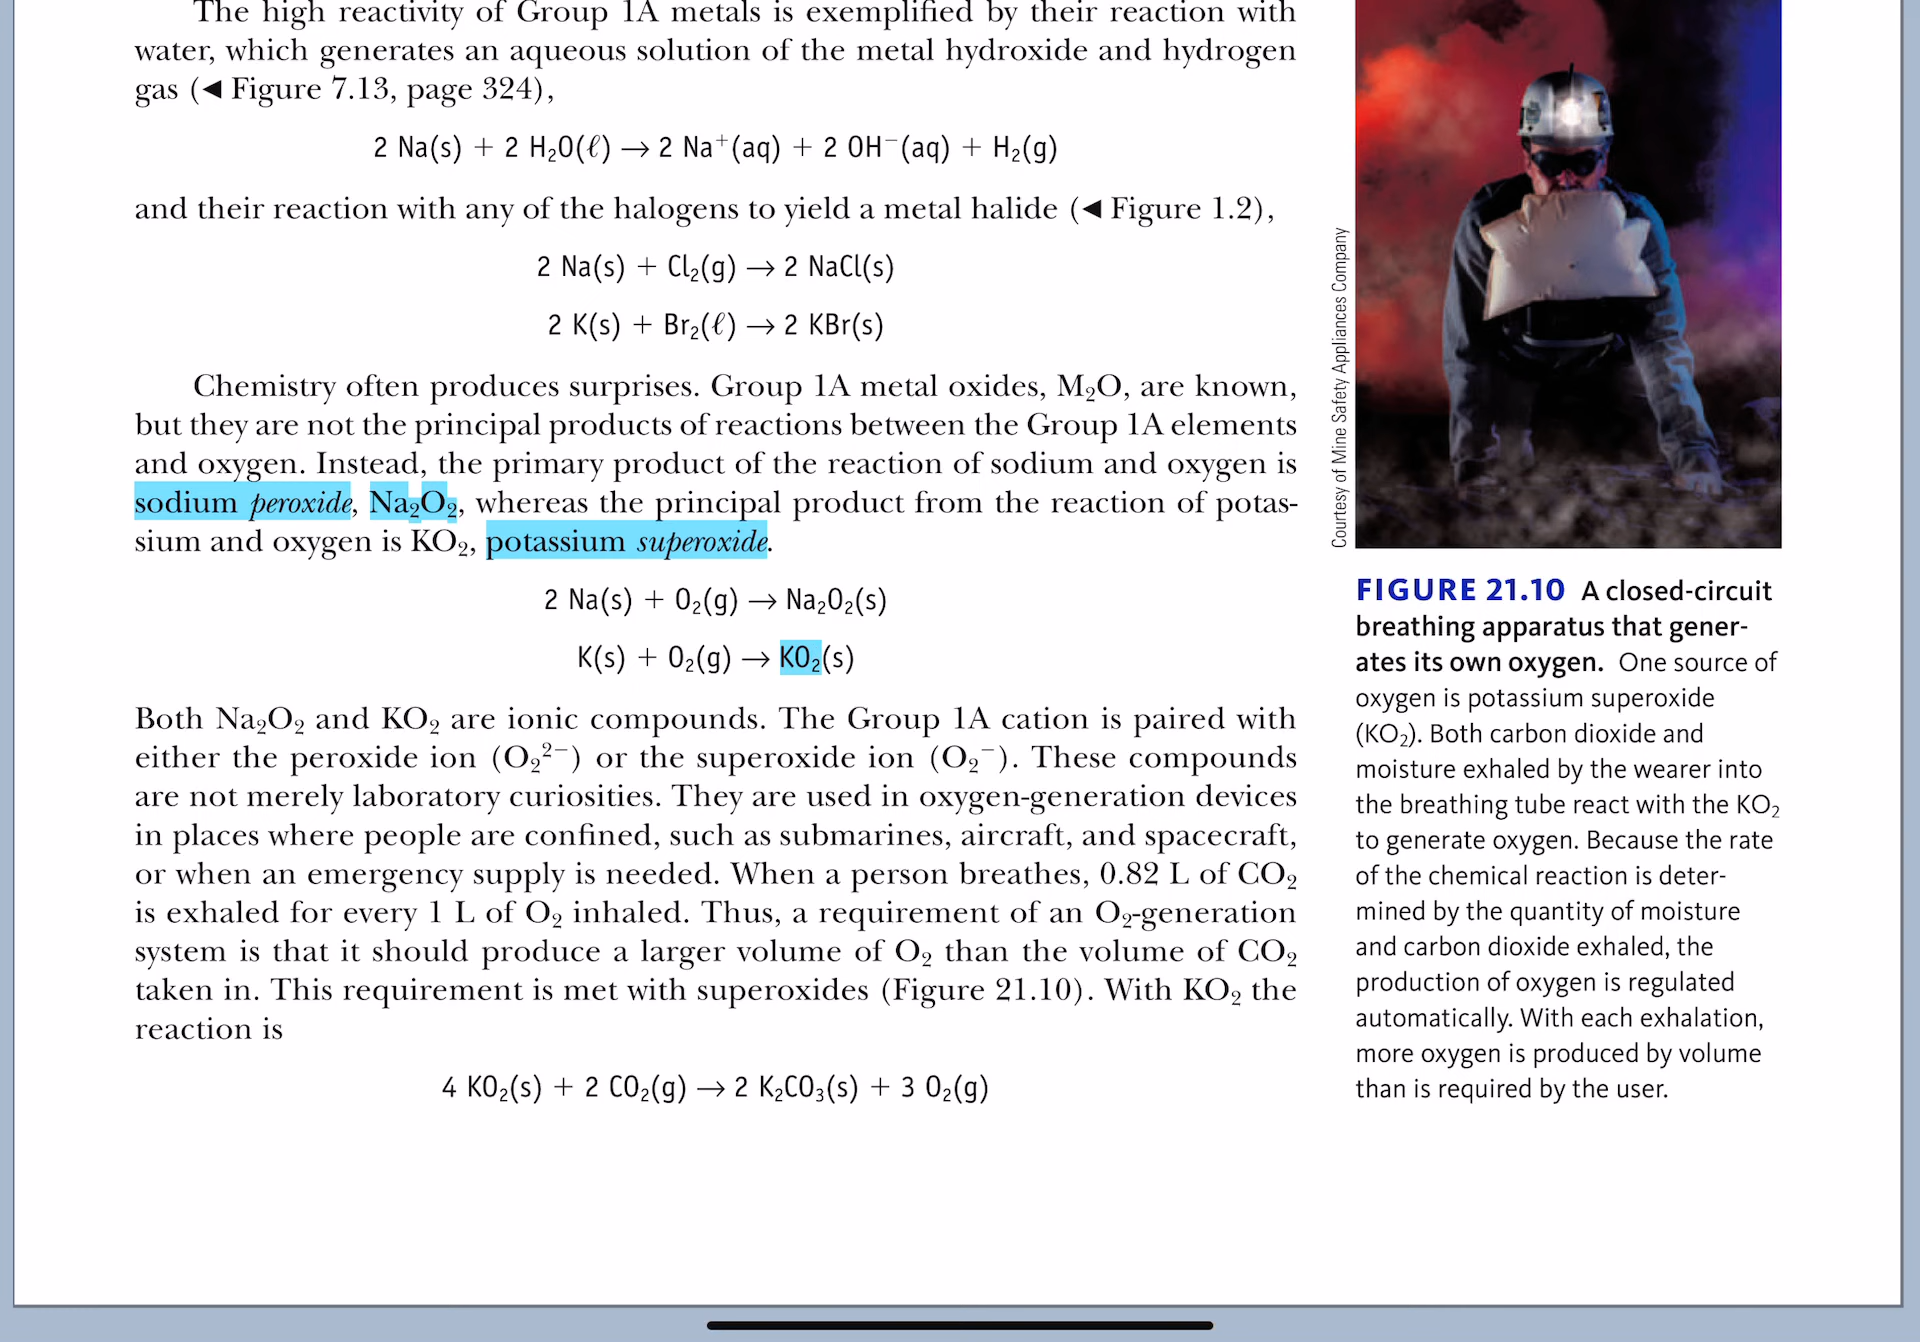 The high reactivity of Group 1A metals is exemplified by their reaction with
water, which generates an aqueous solution of the metal hydroxide and hydrogen
gas (◄ Figure 7.13, page 324),
2 Na(s) + 2 H₂O(ℓ) → 2 Na⁺(aq) + 2 OH⁻(aq) + H₂(g)
and their reaction with any of the halogens to yield a metal halide (◄ Figure 1.2),
2 Na(s) + Cl₂(g) → 2 NaCl(s)
2 K(s) + Br₂(ℓ) → 2 KBr(s)
Chemistry often produces surprises. Group 1A metal oxides, M₂O, are known,
but they are not the principal products of reactions between the Group 1A elements
and oxygen. Instead, the primary product of the reaction of sodium and oxygen is
sodium peroxide, Na₂O₂, whereas the principal product from the reaction of potas-
sium and oxygen is KO₂, potassium superoxide.
2 Na(s) + O₂(g) → Na₂O₂(s)
K(s) + O₂(g) → KO₂(s)
Both Na₂O₂ and KO₂ are ionic compounds. The Group 1A cation is paired with
either the peroxide ion (O₂²⁻) or the superoxide ion (O₂⁻). These compounds
are not merely laboratory curiosities. They are used in oxygen-generation devices
in places where people are confined, such as submarines, aircraft, and spacecraft,
or when an emergency supply is needed. When a person breathes, 0.82 L of CO₂
is exhaled for every 1 L of O₂ inhaled. Thus, a requirement of an O₂-generation
system is that it should produce a larger volume of O₂ than the volume of CO₂
taken in. This requirement is met with superoxides (Figure 21.10). With KO₂ the
reaction is
4 KO₂(s) + 2 CO₂(g) → 2 K₂CO₃(s) + 3 O₂(g)
Courtesy of Mine Safety Appliances Company
FIGURE 21.10 A closed-circuit
breathing apparatus that gener-
ates its own oxygen. One source of
oxygen is potassium superoxide
(KO₂). Both carbon dioxide and
moisture exhaled by the wearer into
the breathing tube react with the KO₂
to generate oxygen. Because the rate
of the chemical reaction is deter-
mined by the quantity of moisture
and carbon dioxide exhaled, the
production of oxygen is regulated
automatically. With each exhalation,
more oxygen is produced by volume
than is required by the user.